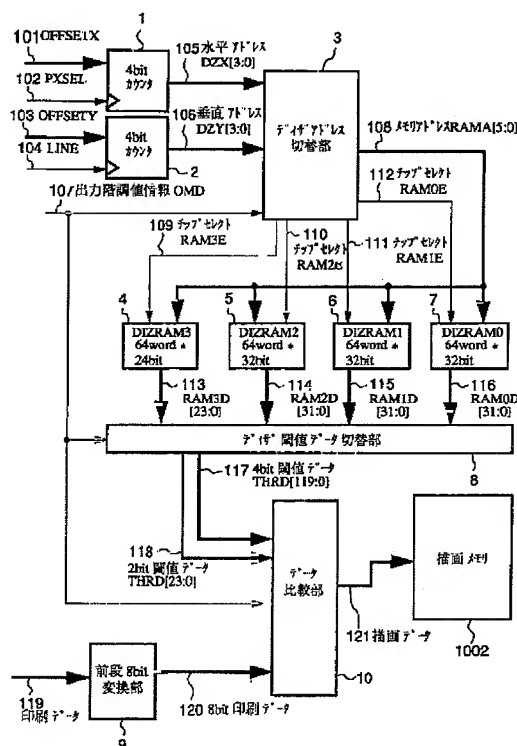 101 OFFSETX
102 PXSEL
103 OFFSETY
104 LINE
1
4bit
カウンタ
4bit
カウンタ
2
105 水平 アドレス
DZX[3:0]
106 垂直 アドレス
DZY[3:0]
3
ディザアドレス
切替部
108 メモリアドレスRAMA[5:0]
107 出力階調値情報 OMD
109 チップセレクト
RAM3E
110
チップセレクト
111 チップセレクト
RAM1E
112 チップセレクト
RAM0E
4
DIZRAM3
64word *
24bit
5
DIZRAM2
64word *
32bit
6
DIZRAM1
64word *
32bit
7
DIZRAM0
64word *
32bit
113
RAM3D
[23:0]
114
RAM2D
[31:0]
115
RAM1D
[31:0]
116
RAM0D
[31:0]
ディザ 閾値データ 切替部
8
117 4bit 閾値 データ
THRD[119:0]
118
2bit 閾値 データ
THRD[23:0]
データ
比較部
10
描画 メモリ
1002
121 描画 データ
119
印刷データ
前段 8bit
変換部
9
120 8bit 印刷 データ